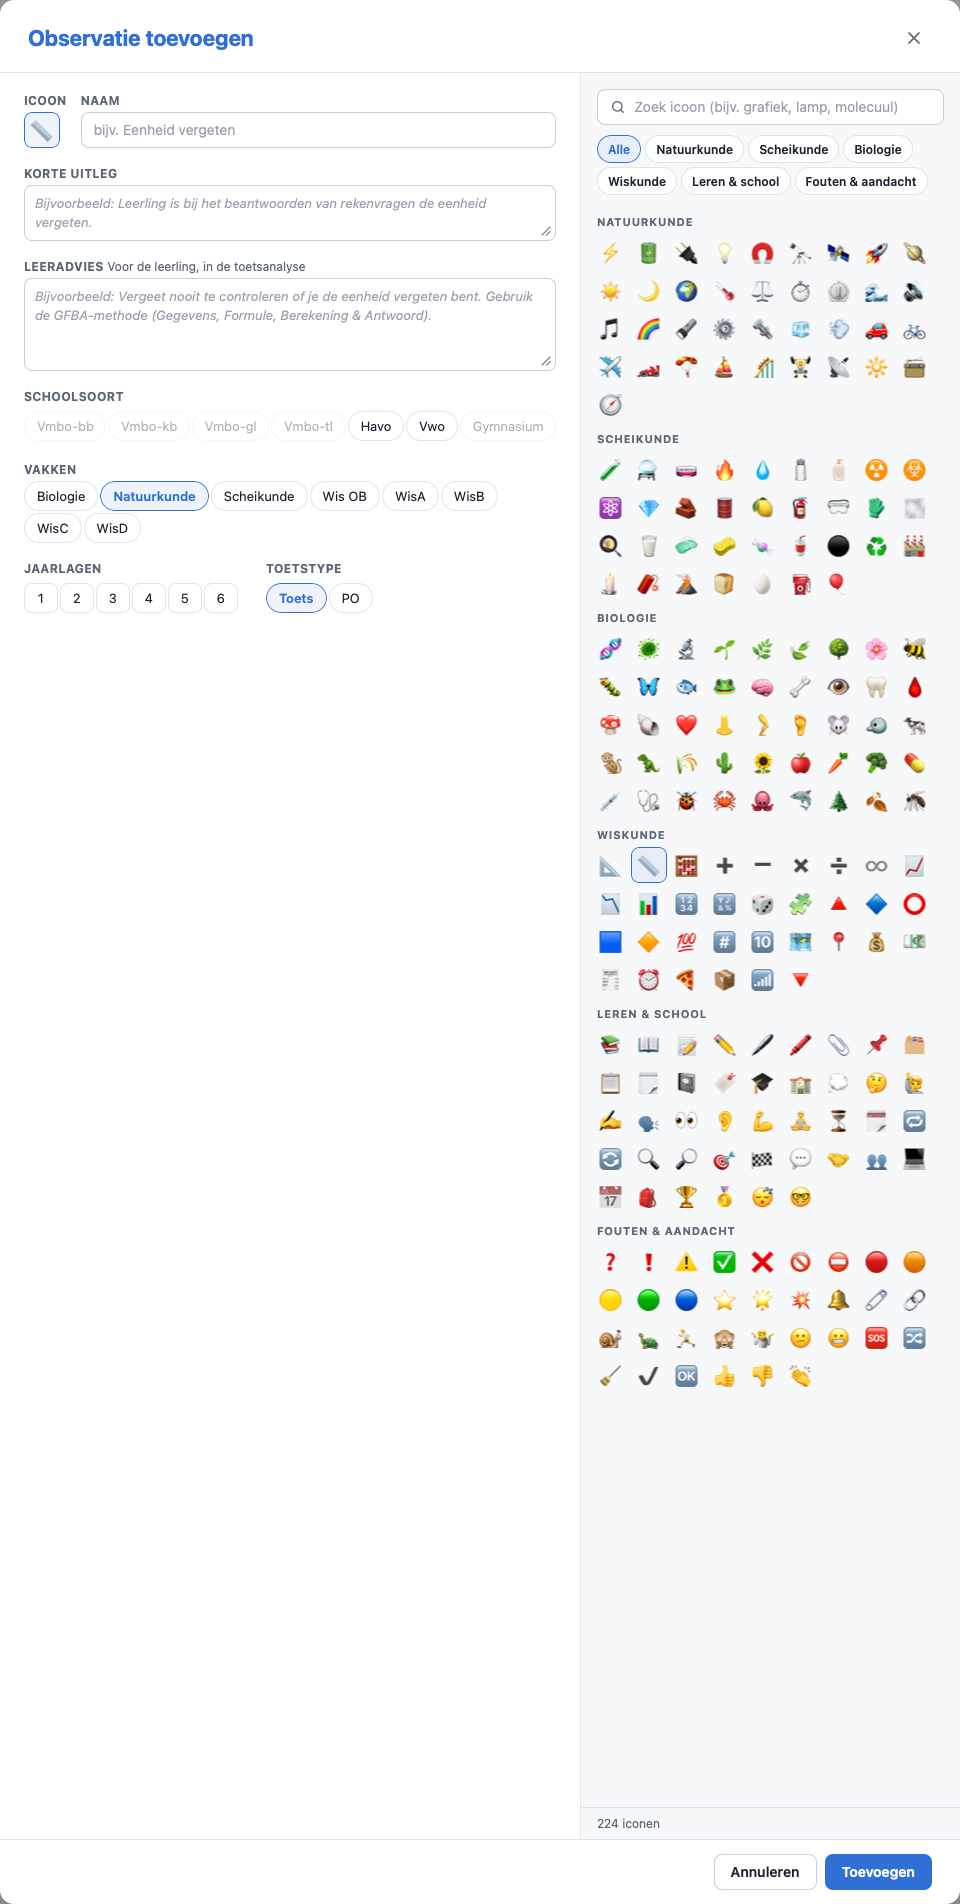 Observatie toevoegen
ICOON NAAM
bijv. Eenheid vergeten
KORTE UITLEG
Bijvoorbeeld: Leerling is bij het beantwoorden van rekenvragen de eenheid
vergeten.
LEERADVIES Voor de leerling, in de toetsanalyse
Bijvoorbeeld: Vergeet nooit te controleren of je de eenheid vergeten bent. Gebruik
de GFBA-methode (Gegevens, Formule, Berekening & Antwoord).
SCHOOLSOORT
Vmbo-bb Vmbo-kb Vmbo-gl Vmbo-tl Havo Vwo Gymnasium
VAKKEN
Biologie Natuurkunde Scheikunde Wis OB WisA WisB
WisC WisD
JAARLAGEN TOETSTYPE
1 2 3 4 5 6 Toets PO
Zoek icoon (bijv. grafiek, lamp, molecuul)
Alle Natuurkunde Scheikunde Biologie
Wiskunde Leren & school Fouten & aandacht
NATUURKUNDE
SCHEIKUNDE
BIOLOGIE
WISKUNDE
LEREN & SCHOOL
FOUTEN & AANDACHT
224 iconen
Annuleren Toevoegen